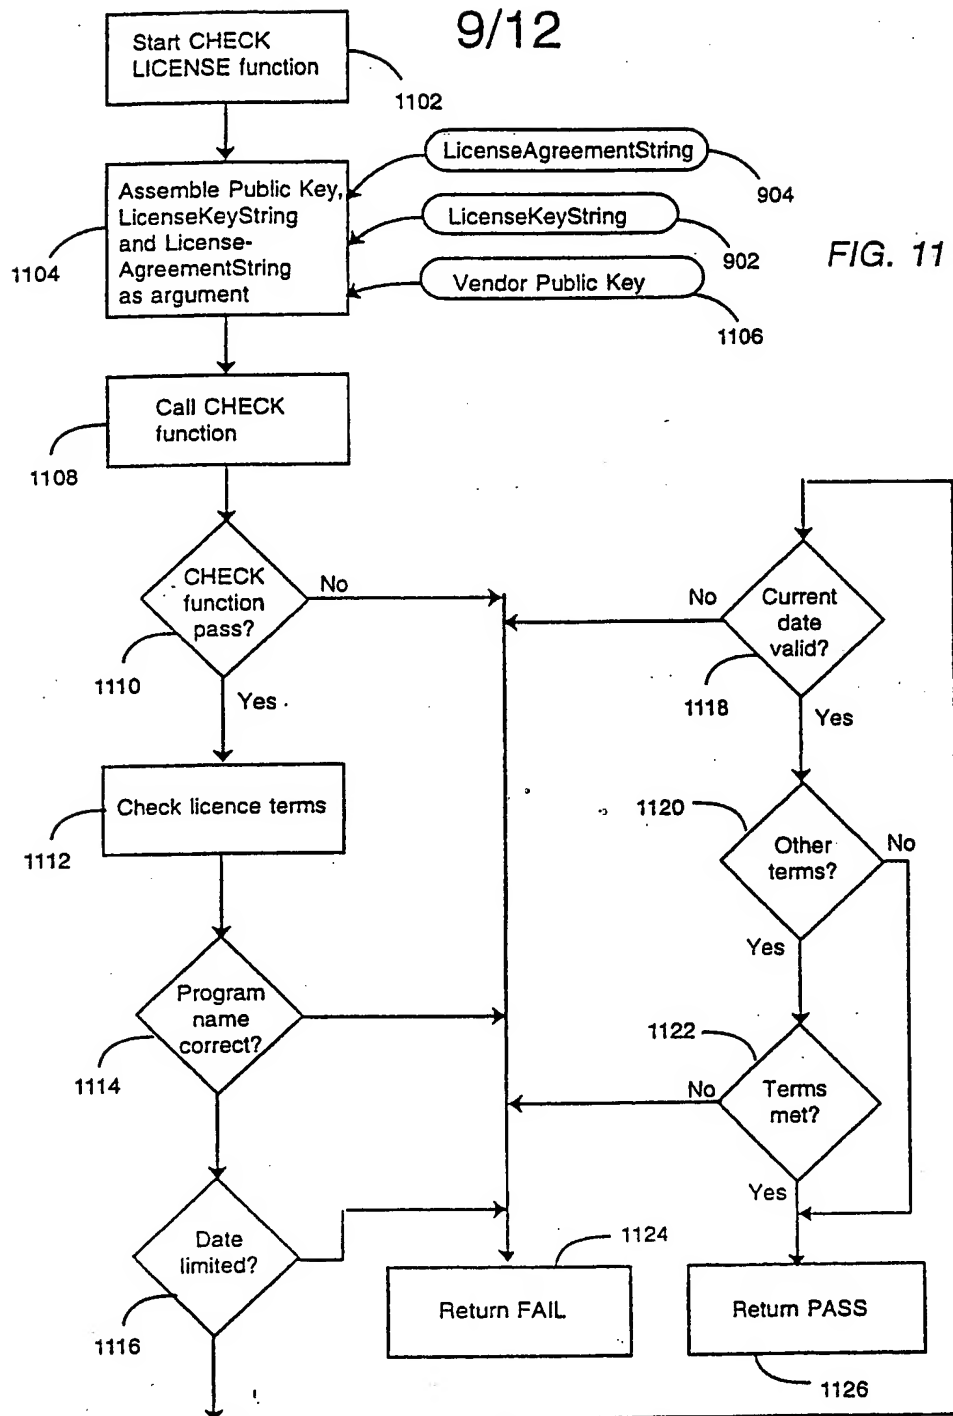 9/12
Start CHECK
LICENSE function
1102
LicenseAgreementString
904
Assemble Public Key,
LicenseKeyString
and License-
AgreementString
as argument
1104
LicenseKeyString
902
Vendor Public Key
1106
FIG. 11
Call CHECK
function
1108
CHECK
function
pass?
No
1110
Yes
Check licence terms
1112
Program
name
correct?
1114
Date
limited?
1116
Current
date
valid?
No
1118
Yes
1120
Other
terms?
No
Yes
1122
Terms
met?
No
Yes
1124
Return FAIL
Return PASS
1126